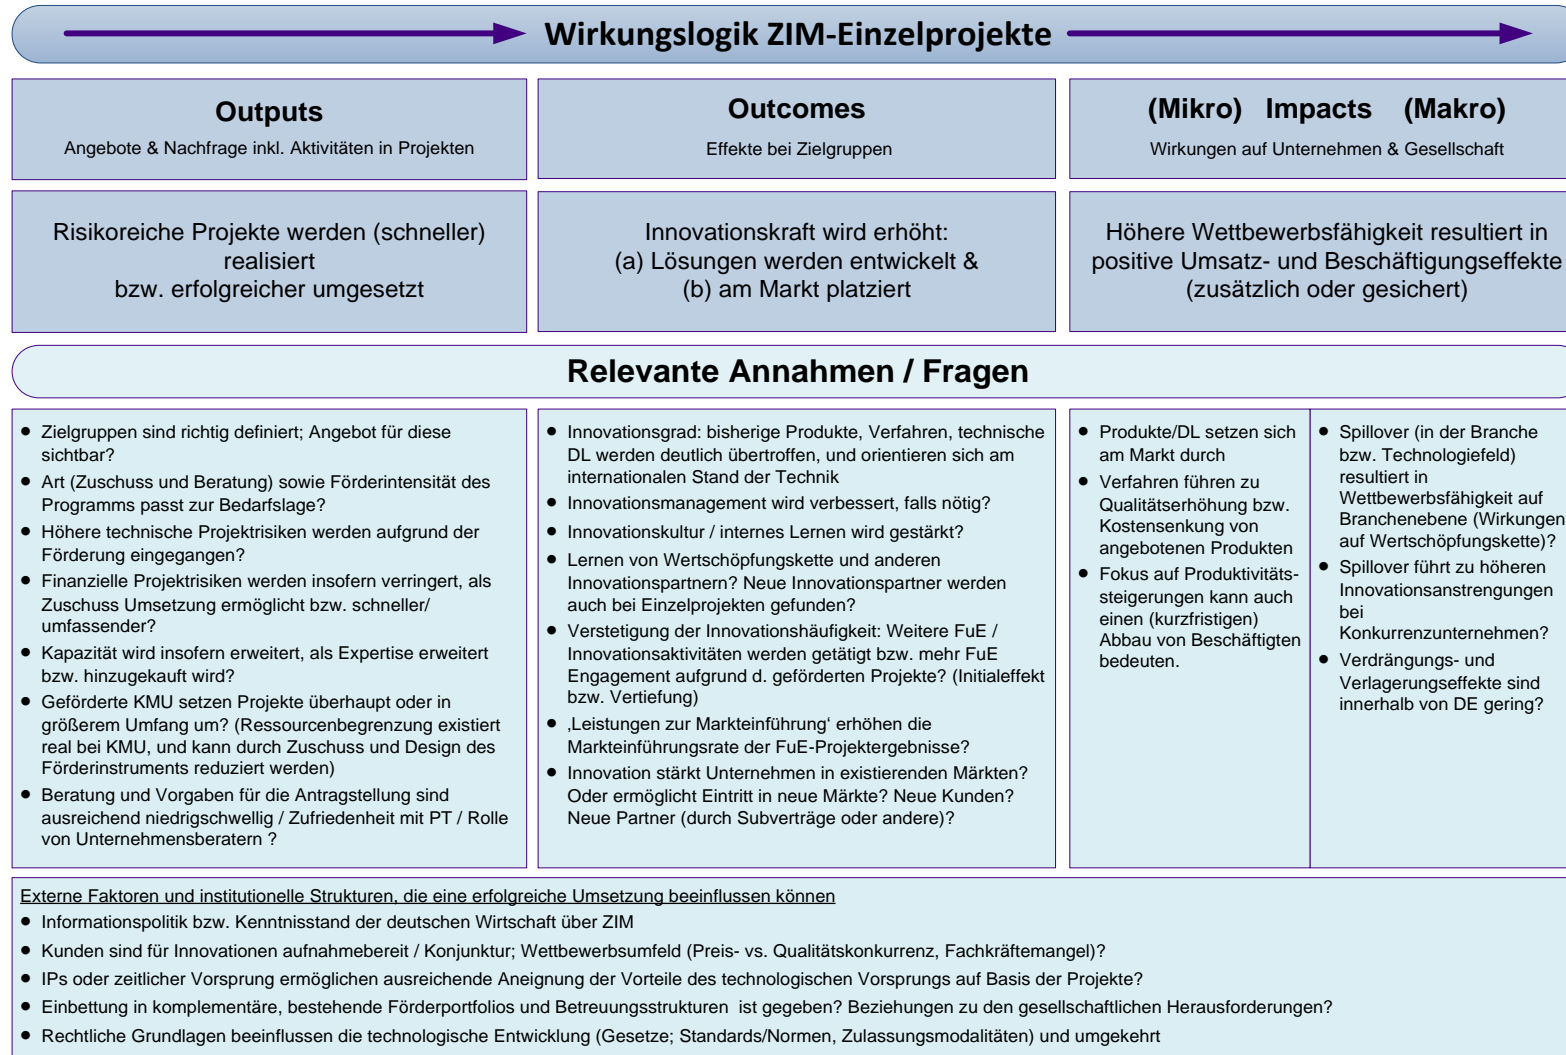 Wirkungslogik ZIM-Einzelprojekte
Outputs
Angebote & Nachfrage inkl. Aktivitäten in Projekten
Outcomes
Effekte bei Zielgruppen
(Mikro) Impacts (Makro)
Wirkungen auf Unternehmen & Gesellschaft
Risikoreiche Projekte werden (schneller)
realisiert
bzw. erfolgreicher umgesetzt
Innovationskraft wird erhöht:
(a) Lösungen werden entwickelt &
(b) am Markt platziert
Höhere Wettbewerbsfähigkeit resultiert in
positive Umsatz- und Beschäftigungseffekte
(zusätzlich oder gesichert)
Relevante Annahmen / Fragen
• Zielgruppen sind richtig definiert; Angebot für diese
sichtbar?
• Art (Zuschuss und Beratung) sowie Förderintensität des
Programms passt zur Bedarfslage?
• Höhere technische Projektrisiken werden aufgrund der
Förderung eingegangen?
• Finanzielle Projektrisiken werden insofern verringert, als
Zuschuss Umsetzung ermöglicht bzw. schneller/
umfassender?
• Kapazität wird insofern erweitert, als Expertise erweitert
bzw. hinzugekauft wird?
• Geförderte KMU setzen Projekte überhaupt oder in
größerem Umfang um? (Ressourcenbegrenzung existiert
real bei KMU, und kann durch Zuschuss und Design des
Förderinstruments reduziert werden)
• Beratung und Vorgaben für die Antragstellung sind
ausreichend niedrigschwellig / Zufriedenheit mit PT / Rolle
von Unternehmensberatern ?
• Innovationsgrad: bisherige Produkte, Verfahren, technische
DL werden deutlich übertroffen, und orientieren sich am
internationalen Stand der Technik
• Innovationsmanagement wird verbessert, falls nötig?
• Innovationskultur / internes Lernen wird gestärkt?
• Lernen von Wertschöpfungskette und anderen
Innovationspartnern? Neue Innovationspartner werden
auch bei Einzelprojekten gefunden?
• Verstetigung der Innovationshäufigkeit: Weitere FuE /
Innovationsaktivitäten werden getätigt bzw. mehr FuE
Engagement aufgrund d. geförderten Projekte? (Initialeffekt
bzw. Vertiefung)
• ‚Leistungen zur Markteinführung‘ erhöhen die
Markteinführungsrate der FuE-Projektergebnisse?
• Innovation stärkt Unternehmen in existierenden Märkten?
Oder ermöglicht Eintritt in neue Märkte? Neue Kunden?
Neue Partner (durch Subverträge oder andere)?
• Produkte/DL setzen sich
am Markt durch
• Verfahren führen zu
Qualitätserhöhung bzw.
Kostensenkung von
angebotenen Produkten
• Fokus auf Produktivitäts-
steigerungen kann auch
einen (kurzfristigen)
Abbau von Beschäftigten
bedeuten.
• Spillover (in der Branche
bzw. Technologiefeld)
resultiert in
Wettbewerbsfähigkeit auf
Branchenebene (Wirkungen
auf Wertschöpfungskette)?
• Spillover führt zu höheren
Innovationsanstrengungen
bei
Konkurrenzunternehmen?
• Verdrängungs- und
Verlagerungseffekte sind
innerhalb von DE gering?
Externe Faktoren und institutionelle Strukturen, die eine erfolgreiche Umsetzung beeinflussen können
• Informationspolitik bzw. Kenntnisstand der deutschen Wirtschaft über ZIM
• Kunden sind für Innovationen aufnahmebereit / Konjunktur; Wettbewerbsumfeld (Preis- vs. Qualitätskonkurrenz, Fachkräftemangel)?
• IPs oder zeitlicher Vorsprung ermöglichen ausreichende Aneignung der Vorteile des technologischen Vorsprungs auf Basis der Projekte?
• Einbettung in komplementäre, bestehende Förderportfolios und Betreuungsstrukturen ist gegeben? Beziehungen zu den gesellschaftlichen Herausforderungen?
• Rechtliche Grundlagen beeinflussen die technologische Entwicklung (Gesetze; Standards/Normen, Zulassungsmodalitäten) und umgekehrt